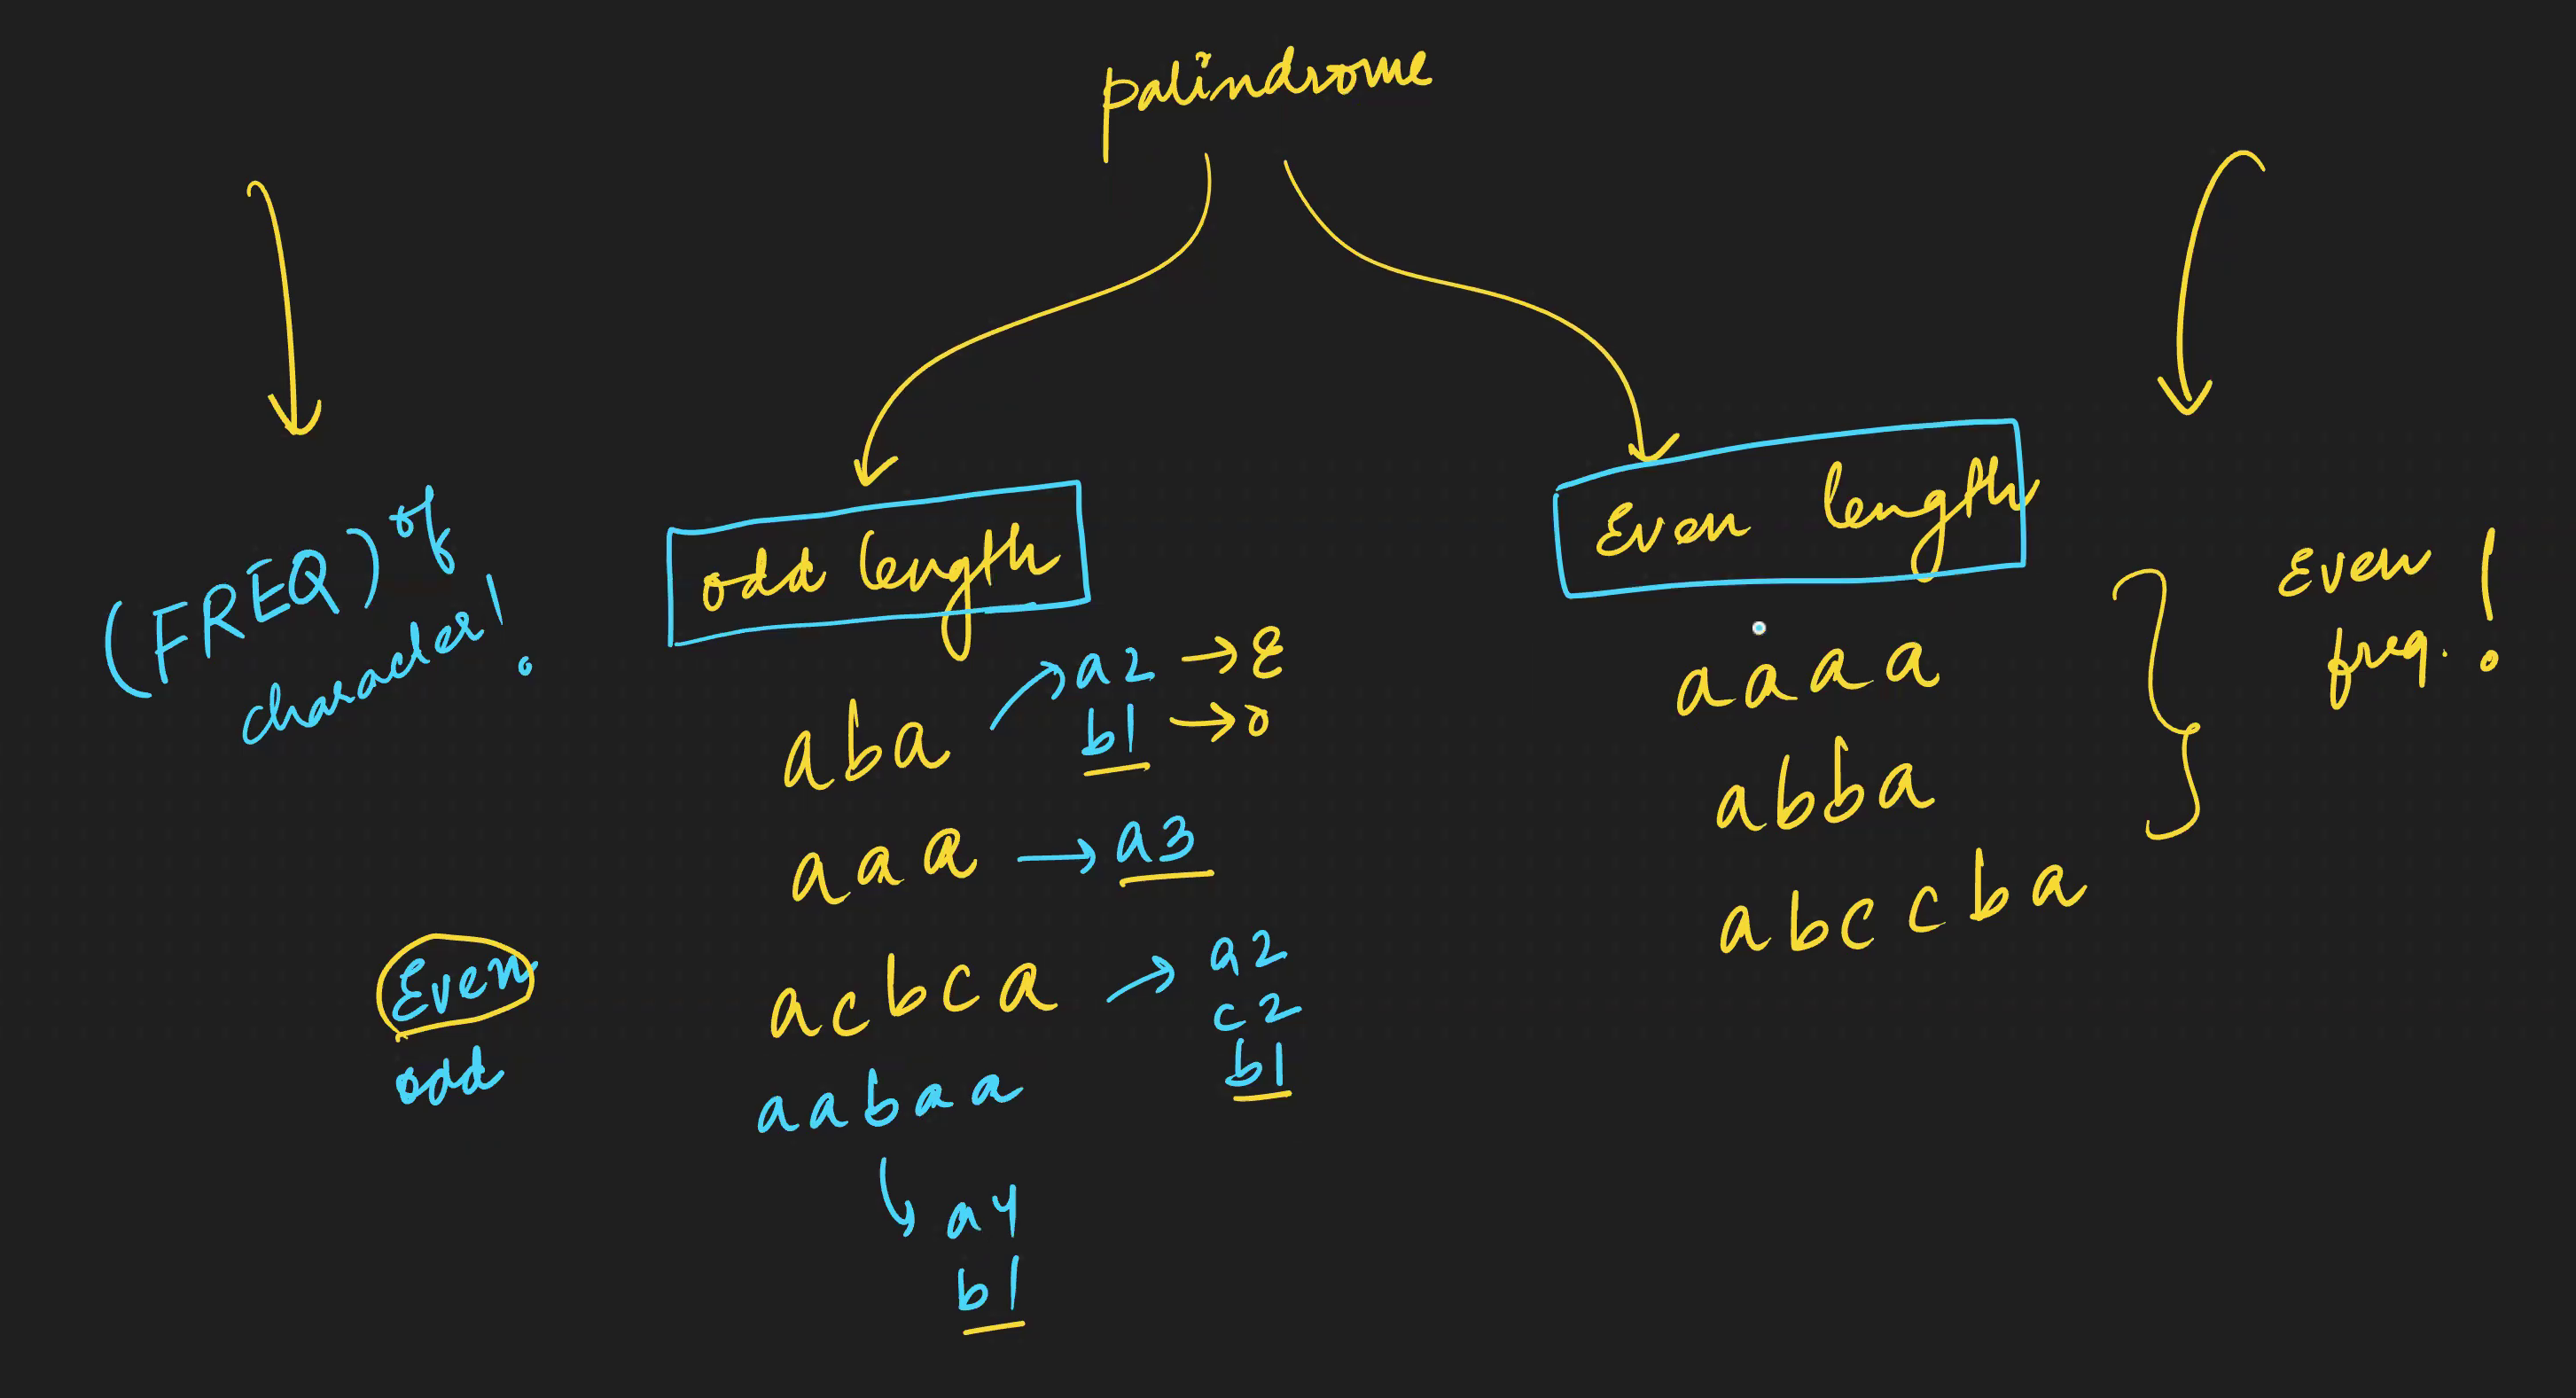 palindrome
(FREQ) of
character!
Even
odd
odd length
aba → a2 → E
b1 → o
aaa → a3
acbca → a2
c2
b1
aabaa
a4
b1
Even length
aaaa
abba
abccba
Even
freq. !